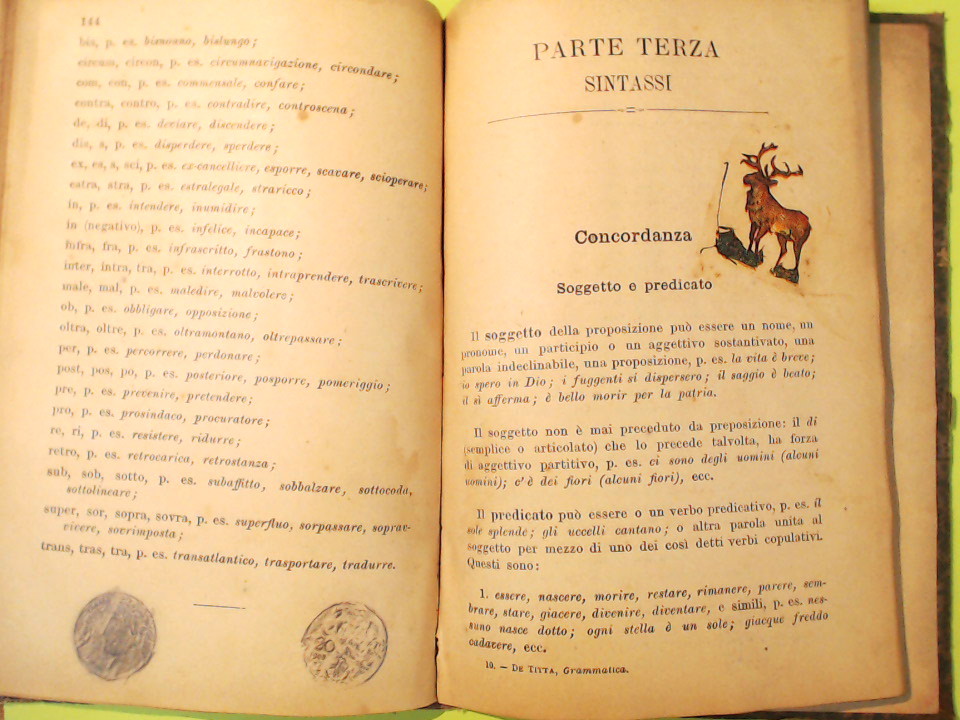 144
bis, p. es. bisnonno, bislungo;
circum, circon, p. es. circumnavigazione, circondare;
com, con, p. es. commensale, confare;
contra, contro, p. es. contradire, controscena;
de, di, p. es. deviare, discendere;
dis, s, p. es. disperdere, sperdere;
ex, es, s, sci, p. es. ex-cancelliere, esporre, scavare, scioperare;
estra, stra, p. es. estralegale, straricco;
in, p. es. intendere, inumidire;
in (negativo), p. es. infelice, incapace;
infra, fra, p. es. infrascritto, frastono;
inter, intra, tra, p. es. interrotto, intraprendere, trascrivere;
male, mal, p. es. maledire, malvolere;
ob, p. es. obbligare, opposizione;
oltra, oltre, p. es. oltramontano, oltrepassare;
per, p. es. percorrere, perdonare;
post, pos, po, p. es. posteriore, posporre, pomeriggio;
pre, p. es. prevenire, pretendere;
pro, p. es. prosindaco, procuratore;
re, ri, p. es. resistere, ridurre;
retro, p. es. retrocarica, retrostanza;
sub, sob, sotto, p. es. subaffitto, sobbalzare, sottocoda,
sottolineare;
super, sor, sopra, sovra, p. es. superfluo, sorpassare, soprav-
vivere, sovrimposta;
trans, tras, tra, p. es. transatlantico, trasportare, tradurre.
20
PARTE TERZA
SINTASSI
Concordanza
Soggetto e predicato
Il soggetto della proposizione può essere un nome, un
pronome, un participio o un aggettivo sostantivato, una
parola indeclinabile, una proposizione, p. es. la vita è breve;
io spero in Dio; i fuggenti si dispersero; il saggio è beato;
il sì afferma; è bello morir per la patria.
Il soggetto non è mai preceduto da preposizione: il di
(semplice o articolato) che lo precede talvolta, ha forza
di aggettivo partitivo, p. es. ci sono degli uomini (alcuni
uomini); c'è dei fiori (alcuni fiori), ecc.
Il predicato può essere o un verbo predicativo, p. es. il
sole splende; gli uccelli cantano; o altra parola unita al
soggetto per mezzo di uno dei così detti verbi copulativi.
Questi sono:
1. essere, nascere, morire, restare, rimanere, parere, sem-
brare, stare, giacere, divenire, diventare, e simili, p. es. nes-
suno nasce dotto; ogni stella è un sole; giacque freddo
cadavere, ecc.
10. — DE TITTA, Grammatica.